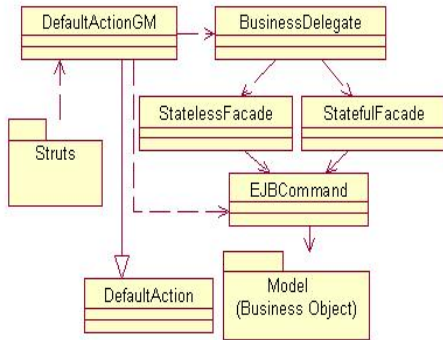 DefaultActionGM
BusinessDelegate
StatelessFacade
StatefulFacade
Struts
EJBCommand
DefaultAction
Model
(Business Object)